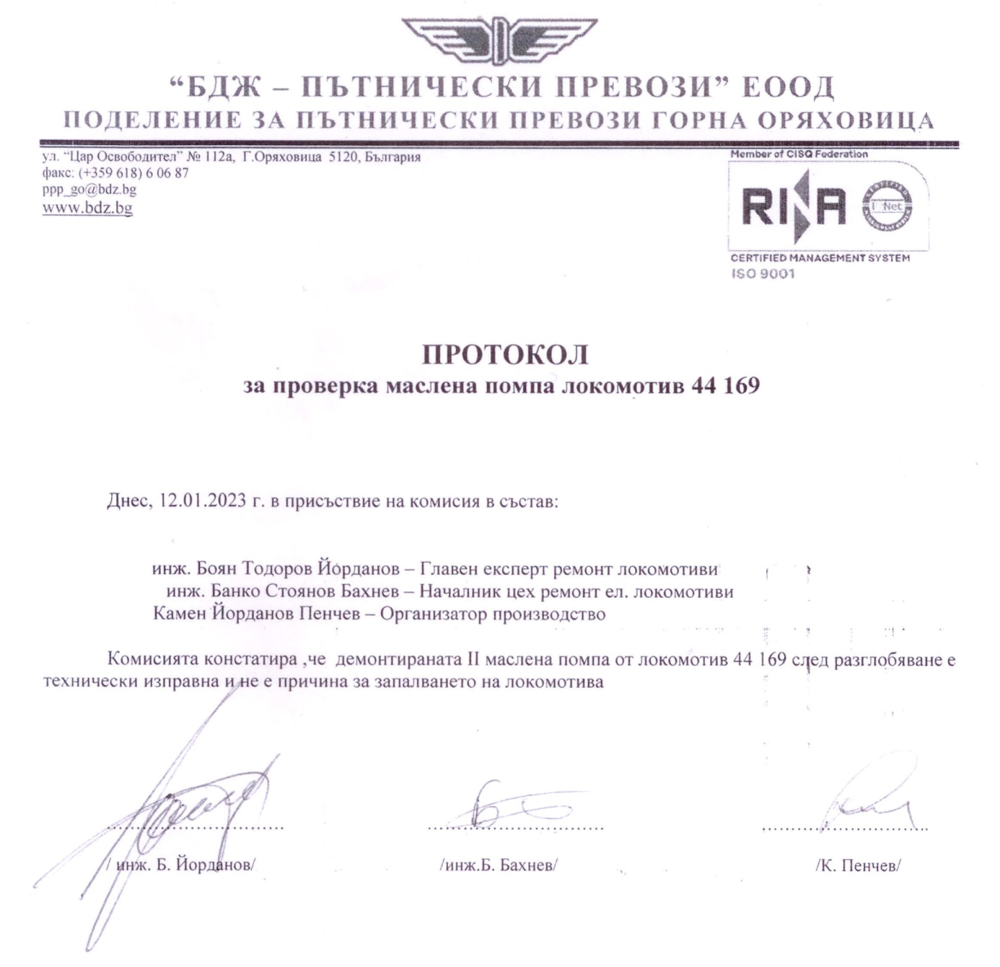 “БДЖ – ПЪТНИЧЕСКИ ПРЕВОЗИ” ЕООД
ПОДЕЛЕНИЕ ЗА ПЪТНИЧЕСКИ ПРЕВОЗИ ГОРНА ОРЯХОВИЦА
ул. “Цар Освободител” № 112а, Г.Оряховица 5120, България
факс: (+359 618) 6 06 87
ppp_go@bdz.bg
www.bdz.bg
Member of CISQ Federation
RINA
CERTIFIED MANAGEMENT SYSTEM
ISO 9001
ПРОТОКОЛ
за проверка маслена помпа локомотив 44 169
Днес, 12.01.2023 г. в присъствие на комисия в състав:
инж. Боян Тодоров Йорданов – Главен експерт ремонт локомотиви
инж. Банко Стоянов Бахнев – Началник цех ремонт ел. локомотиви
Камен Йорданов Пенчев – Организатор производство
Комисията констатира ,че демонтираната II маслена помпа от локомотив 44 169 след разглобяване е
технически изправна и не е причина за запалването на локомотива
/ инж. Б. Йорданов/ /инж.Б. Бахнев/ /К. Пенчев/